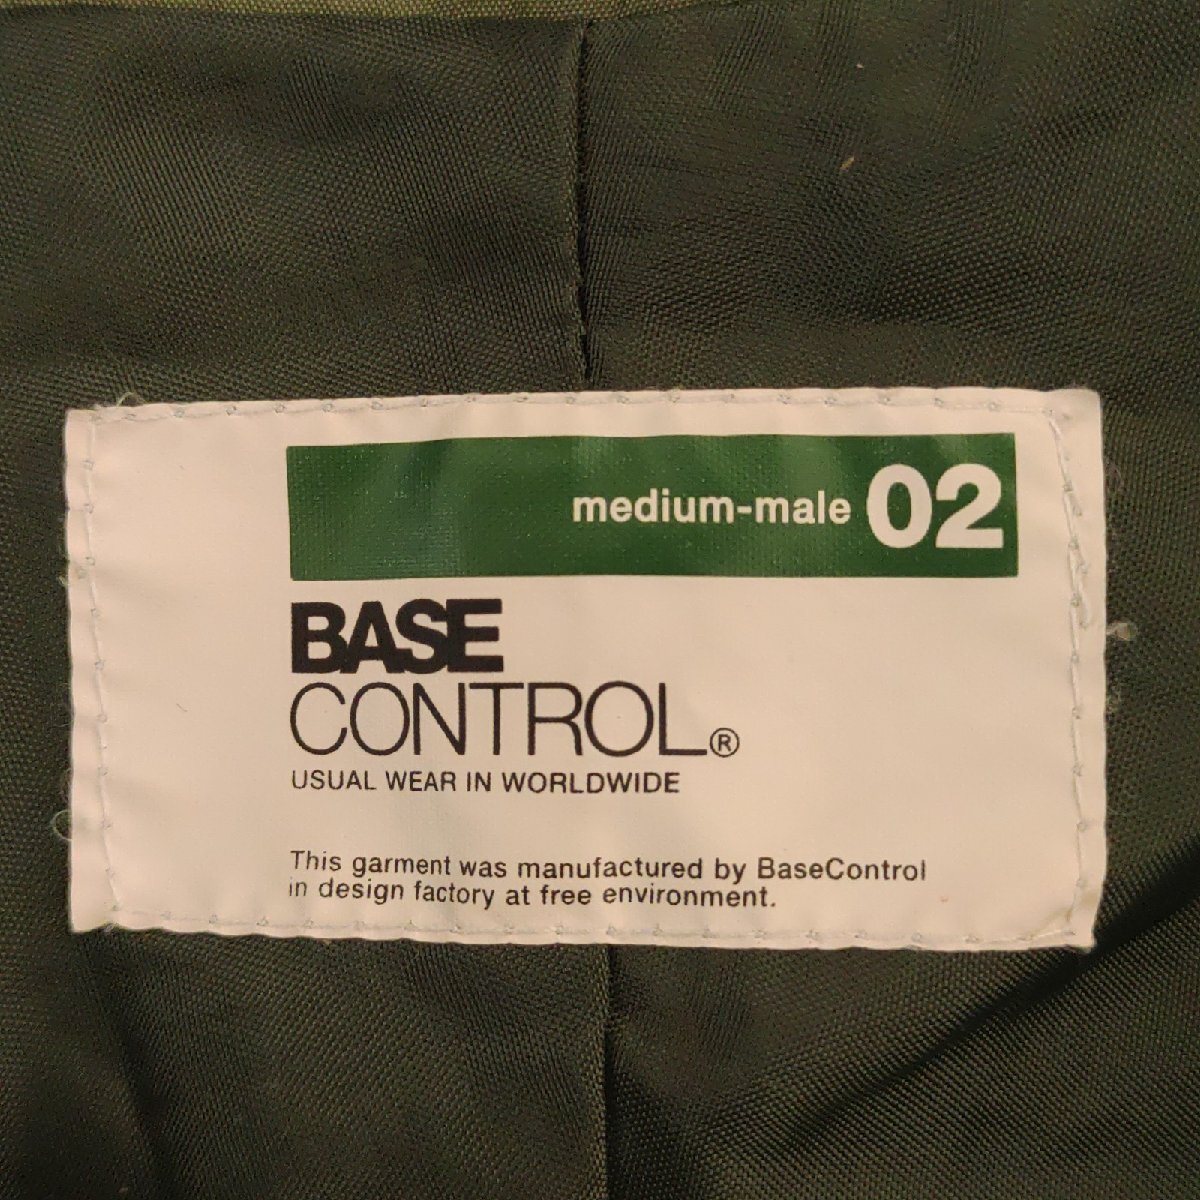 medium-male 02
BASE
CONTROL®
USUAL WEAR IN WORLDWIDE
This garment was manufactured by BaseControl
in design factory at free environment.